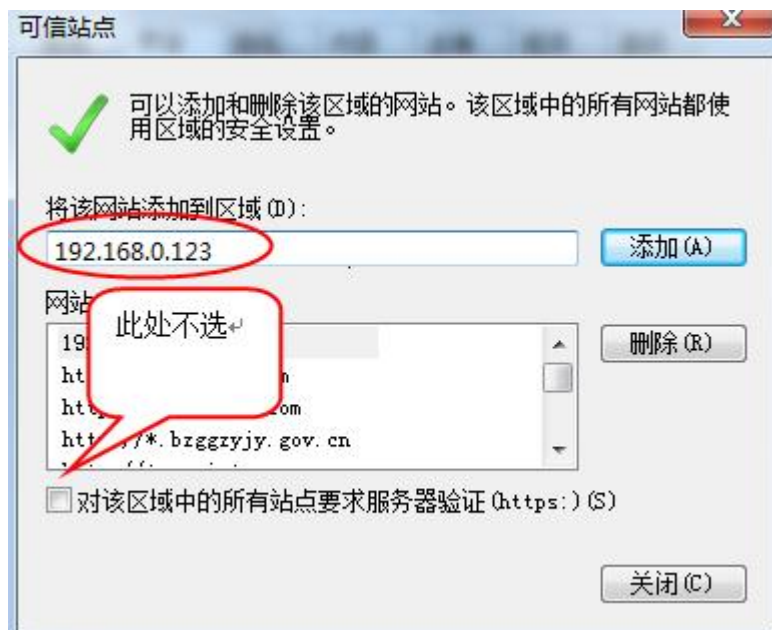 可信站点
可以添加和删除该区域的网站。该区域中的所有网站都使
用区域的安全设置。
将该网站添加到区域(D):
192.168.0.123
添加(A)
网站
此处不选
删除(R)
19
ht
om
*.bzggzyjy.gov.cn
对该区域中的所有站点要求服务器验证(https:)(S)
关闭(C)